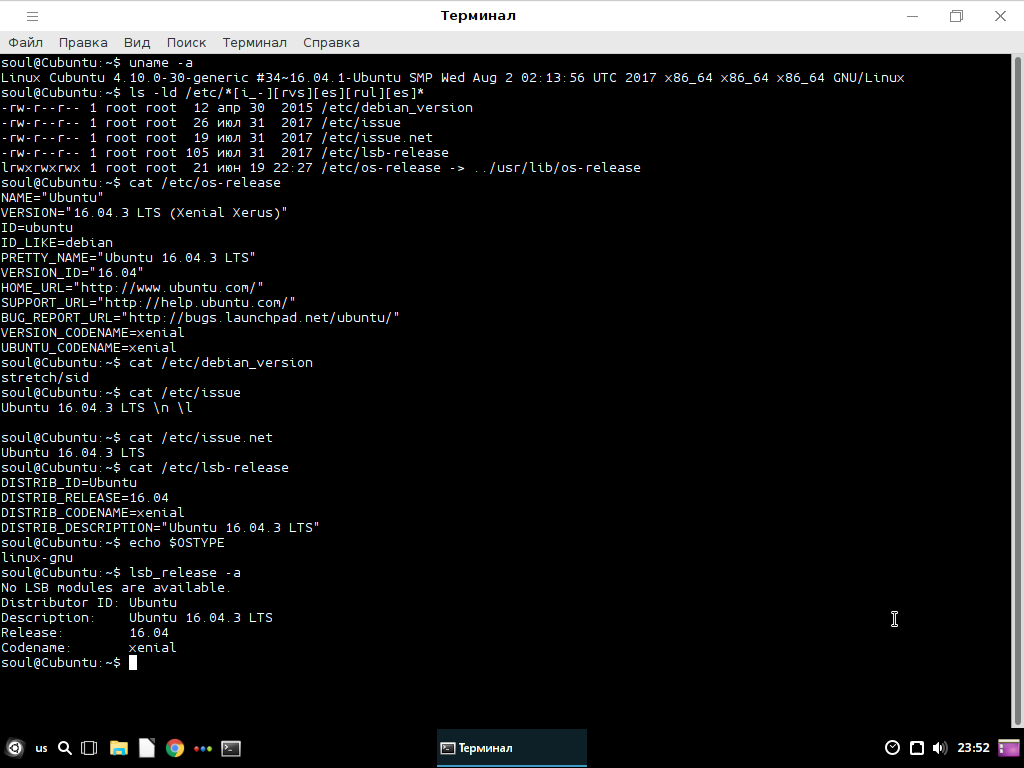 Терминал
Файл Правка Вид Поиск Терминал Справка
soul@Cubuntu:~$ uname -a
Linux Cubuntu 4.10.0-30-generic #34~16.04.1-Ubuntu SMP Wed Aug 2 02:13:56 UTC 2017 x86_64 x86_64 x86_64 GNU/Linux
soul@Cubuntu:~$ ls -ld /etc/*[i_-][rvs][es][rul][es]*
-rw-r--r-- 1 root root  12 апр 30  2015 /etc/debian_version
-rw-r--r-- 1 root root  26 июл 31  2017 /etc/issue
-rw-r--r-- 1 root root  19 июл 31  2017 /etc/issue.net
-rw-r--r-- 1 root root 105 июл 31  2017 /etc/lsb-release
lrwxrwxrwx 1 root root  21 июн 19 22:27 /etc/os-release -> ../usr/lib/os-release
soul@Cubuntu:~$ cat /etc/os-release
NAME="Ubuntu"
VERSION="16.04.3 LTS (Xenial Xerus)"
ID=ubuntu
ID_LIKE=debian
PRETTY_NAME="Ubuntu 16.04.3 LTS"
VERSION_ID="16.04"
HOME_URL="http://www.ubuntu.com/"
SUPPORT_URL="http://help.ubuntu.com/"
BUG_REPORT_URL="http://bugs.launchpad.net/ubuntu/"
VERSION_CODENAME=xenial
UBUNTU_CODENAME=xenial
soul@Cubuntu:~$ cat /etc/debian_version
stretch/sid
soul@Cubuntu:~$ cat /etc/issue
Ubuntu 16.04.3 LTS \n \l
soul@Cubuntu:~$ cat /etc/issue.net
Ubuntu 16.04.3 LTS
soul@Cubuntu:~$ cat /etc/lsb-release
DISTRIB_ID=Ubuntu
DISTRIB_RELEASE=16.04
DISTRIB_CODENAME=xenial
DISTRIB_DESCRIPTION="Ubuntu 16.04.3 LTS"
soul@Cubuntu:~$ echo $OSTYPE
linux-gnu
soul@Cubuntu:~$ lsb_release -a
No LSB modules are available.
Distributor ID: Ubuntu
Description:    Ubuntu 16.04.3 LTS
Release:        16.04
Codename:       xenial
soul@Cubuntu:~$
us Терминал 23:52